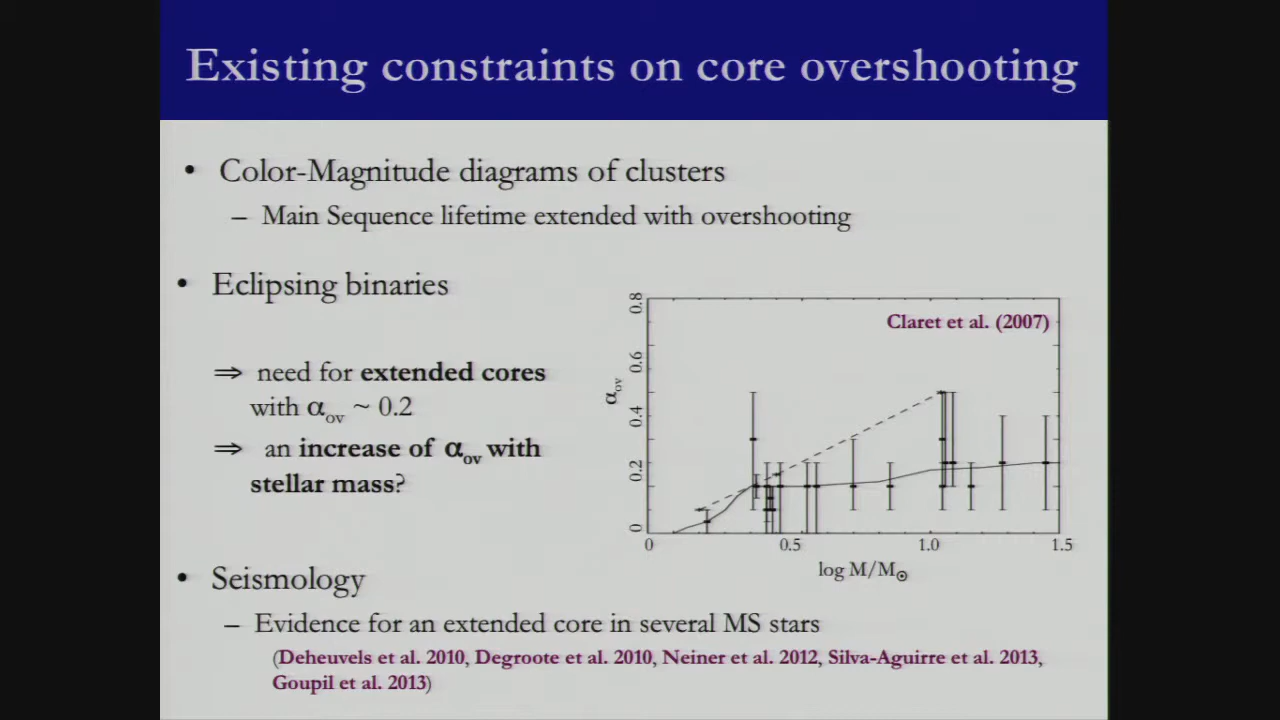 Existing constraints on core overshooting
• Color-Magnitude diagrams of clusters
– Main Sequence lifetime extended with overshooting
• Eclipsing binaries
⇒ need for extended cores
with αov ~ 0.2
⇒ an increase of αov with
stellar mass?
Claret et al. (2007)
αov
0.8
0.6
0.4
0.2
0
0 0.5 1.0 1.5
log M/M⊙
• Seismology
– Evidence for an extended core in several MS stars
(Deheuvels et al. 2010, Degroote et al. 2010, Neiner et al. 2012, Silva-Aguirre et al. 2013,
Goupil et al. 2013)